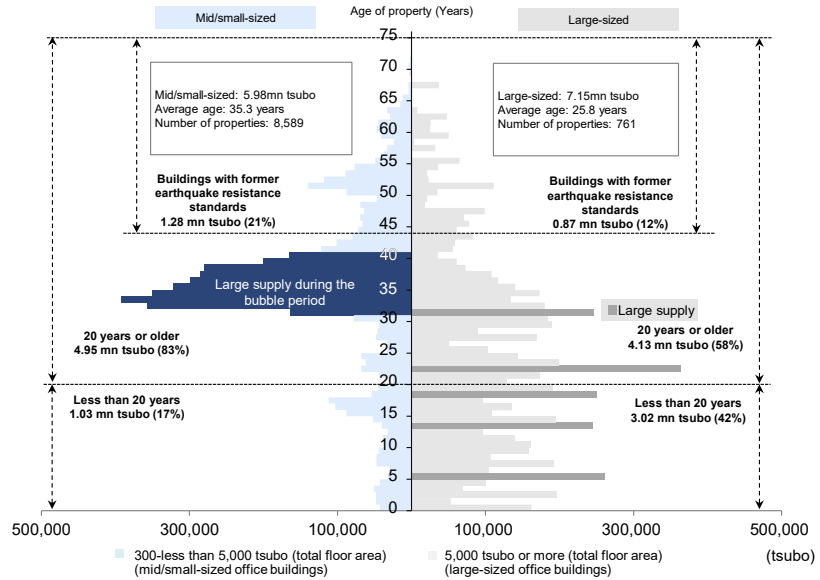 Mid/small-sized
Age of property (Years)
Large-sized
Mid/small-sized: 5.98mn tsubo
Average age: 35.3 years
Number of properties: 8,589
Large-sized: 7.15mn tsubo
Average age: 25.8 years
Number of properties: 761
Buildings with former
earthquake resistance
standards
1.28 mn tsubo (21%)
Buildings with former
earthquake resistance
standards
0.87 mn tsubo (12%)
Large supply during the
bubble period
Large supply
20 years or older
4.95 mn tsubo (83%)
20 years or older
4.13 mn tsubo (58%)
Less than 20 years
1.03 mn tsubo (17%)
Less than 20 years
3.02 mn tsubo (42%)
75
70
65
60
55
50
45
40
35
30
25
20
15
10
5
0
500,000
300,000
100,000
10,000
300,000
500,000
(tsubo)
300-less than 5,000 tsubo (total floor area)
(mid/small-sized office buildings)
5,000 tsubo or more (total floor area)
(large-sized office buildings)